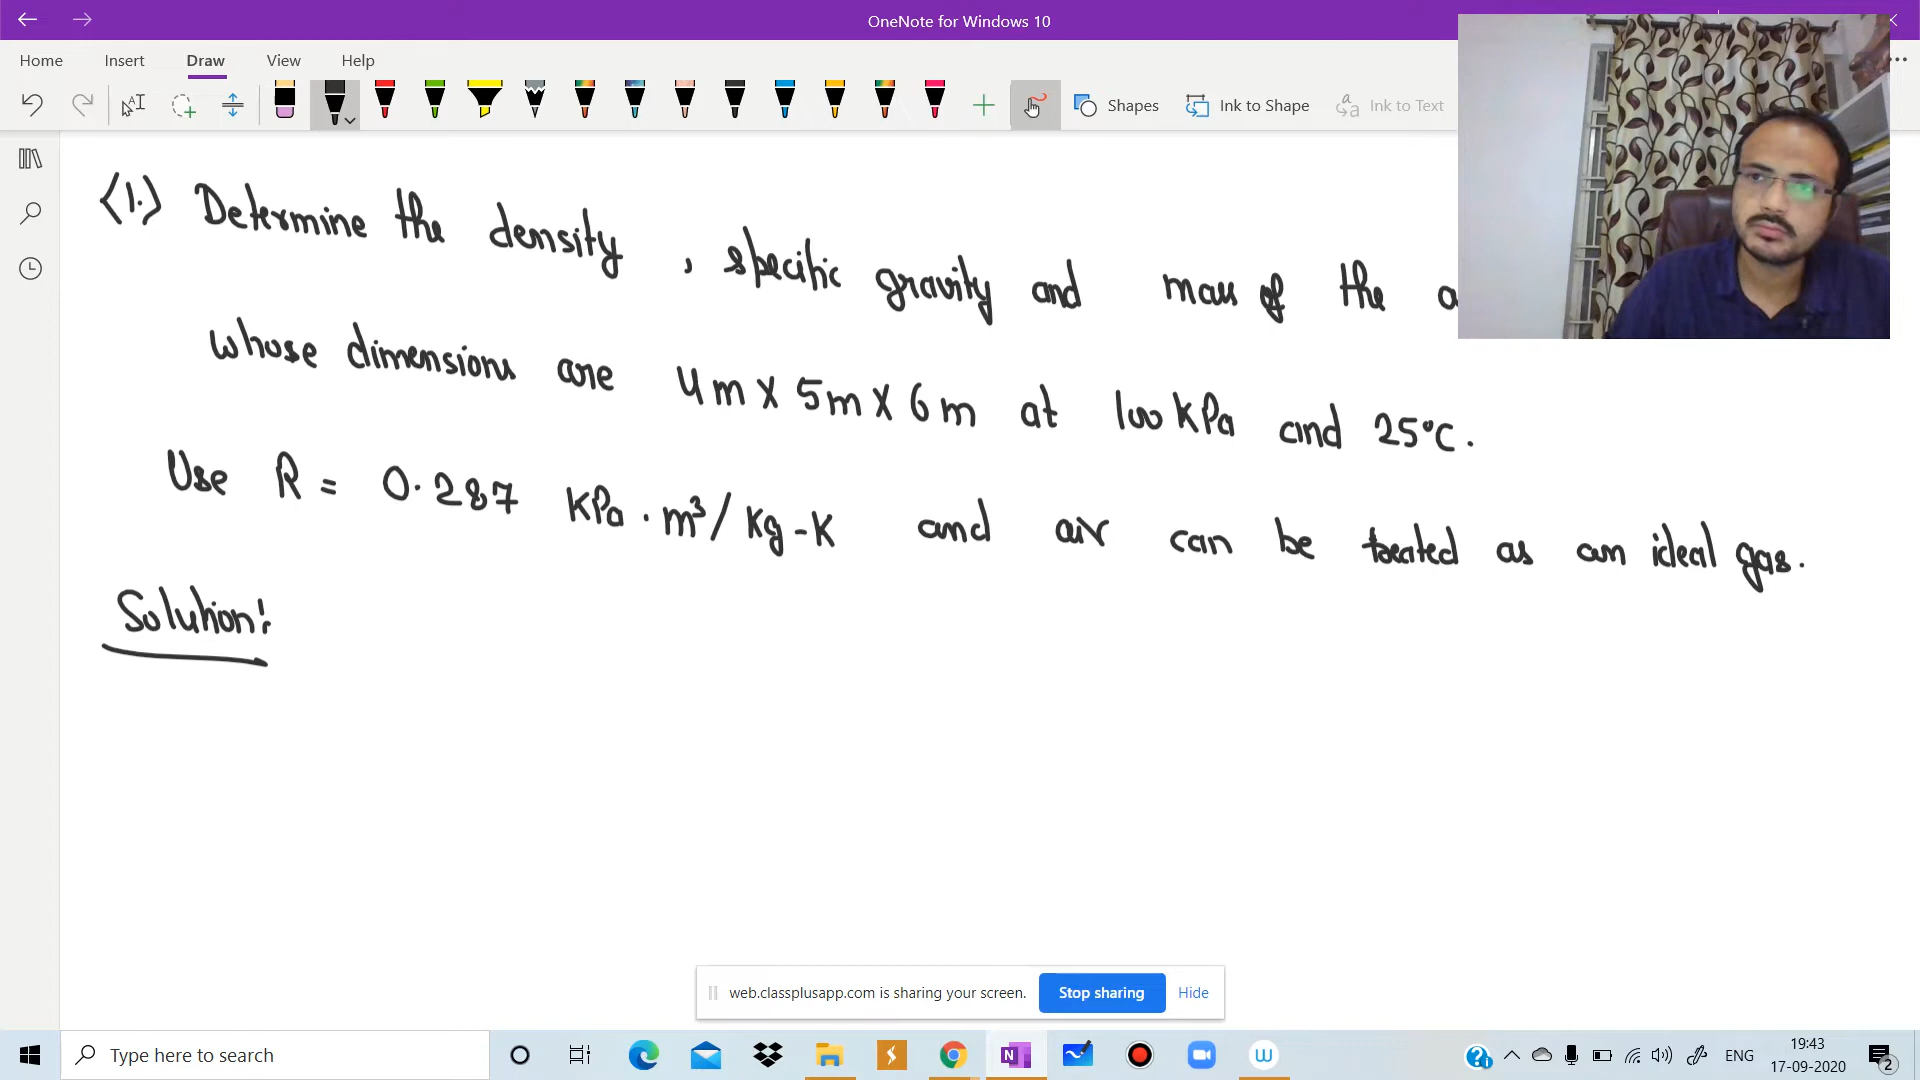 OneNote for Windows 10
Home Insert Draw View Help
Shapes Ink to Shape Ink to Text
(1.) Determine the density, specific gravity and mass of the
whose dimensions are 4m X 5m X 6m at 100 KPa and 25°C.
Use R = 0.287 KPa.m³/kg-K and air can be treated as an ideal gas.
Solution:
web.classplusapp.com is sharing your screen. Stop sharing Hide
Type here to search
ENG
19:43
17-09-2020
2